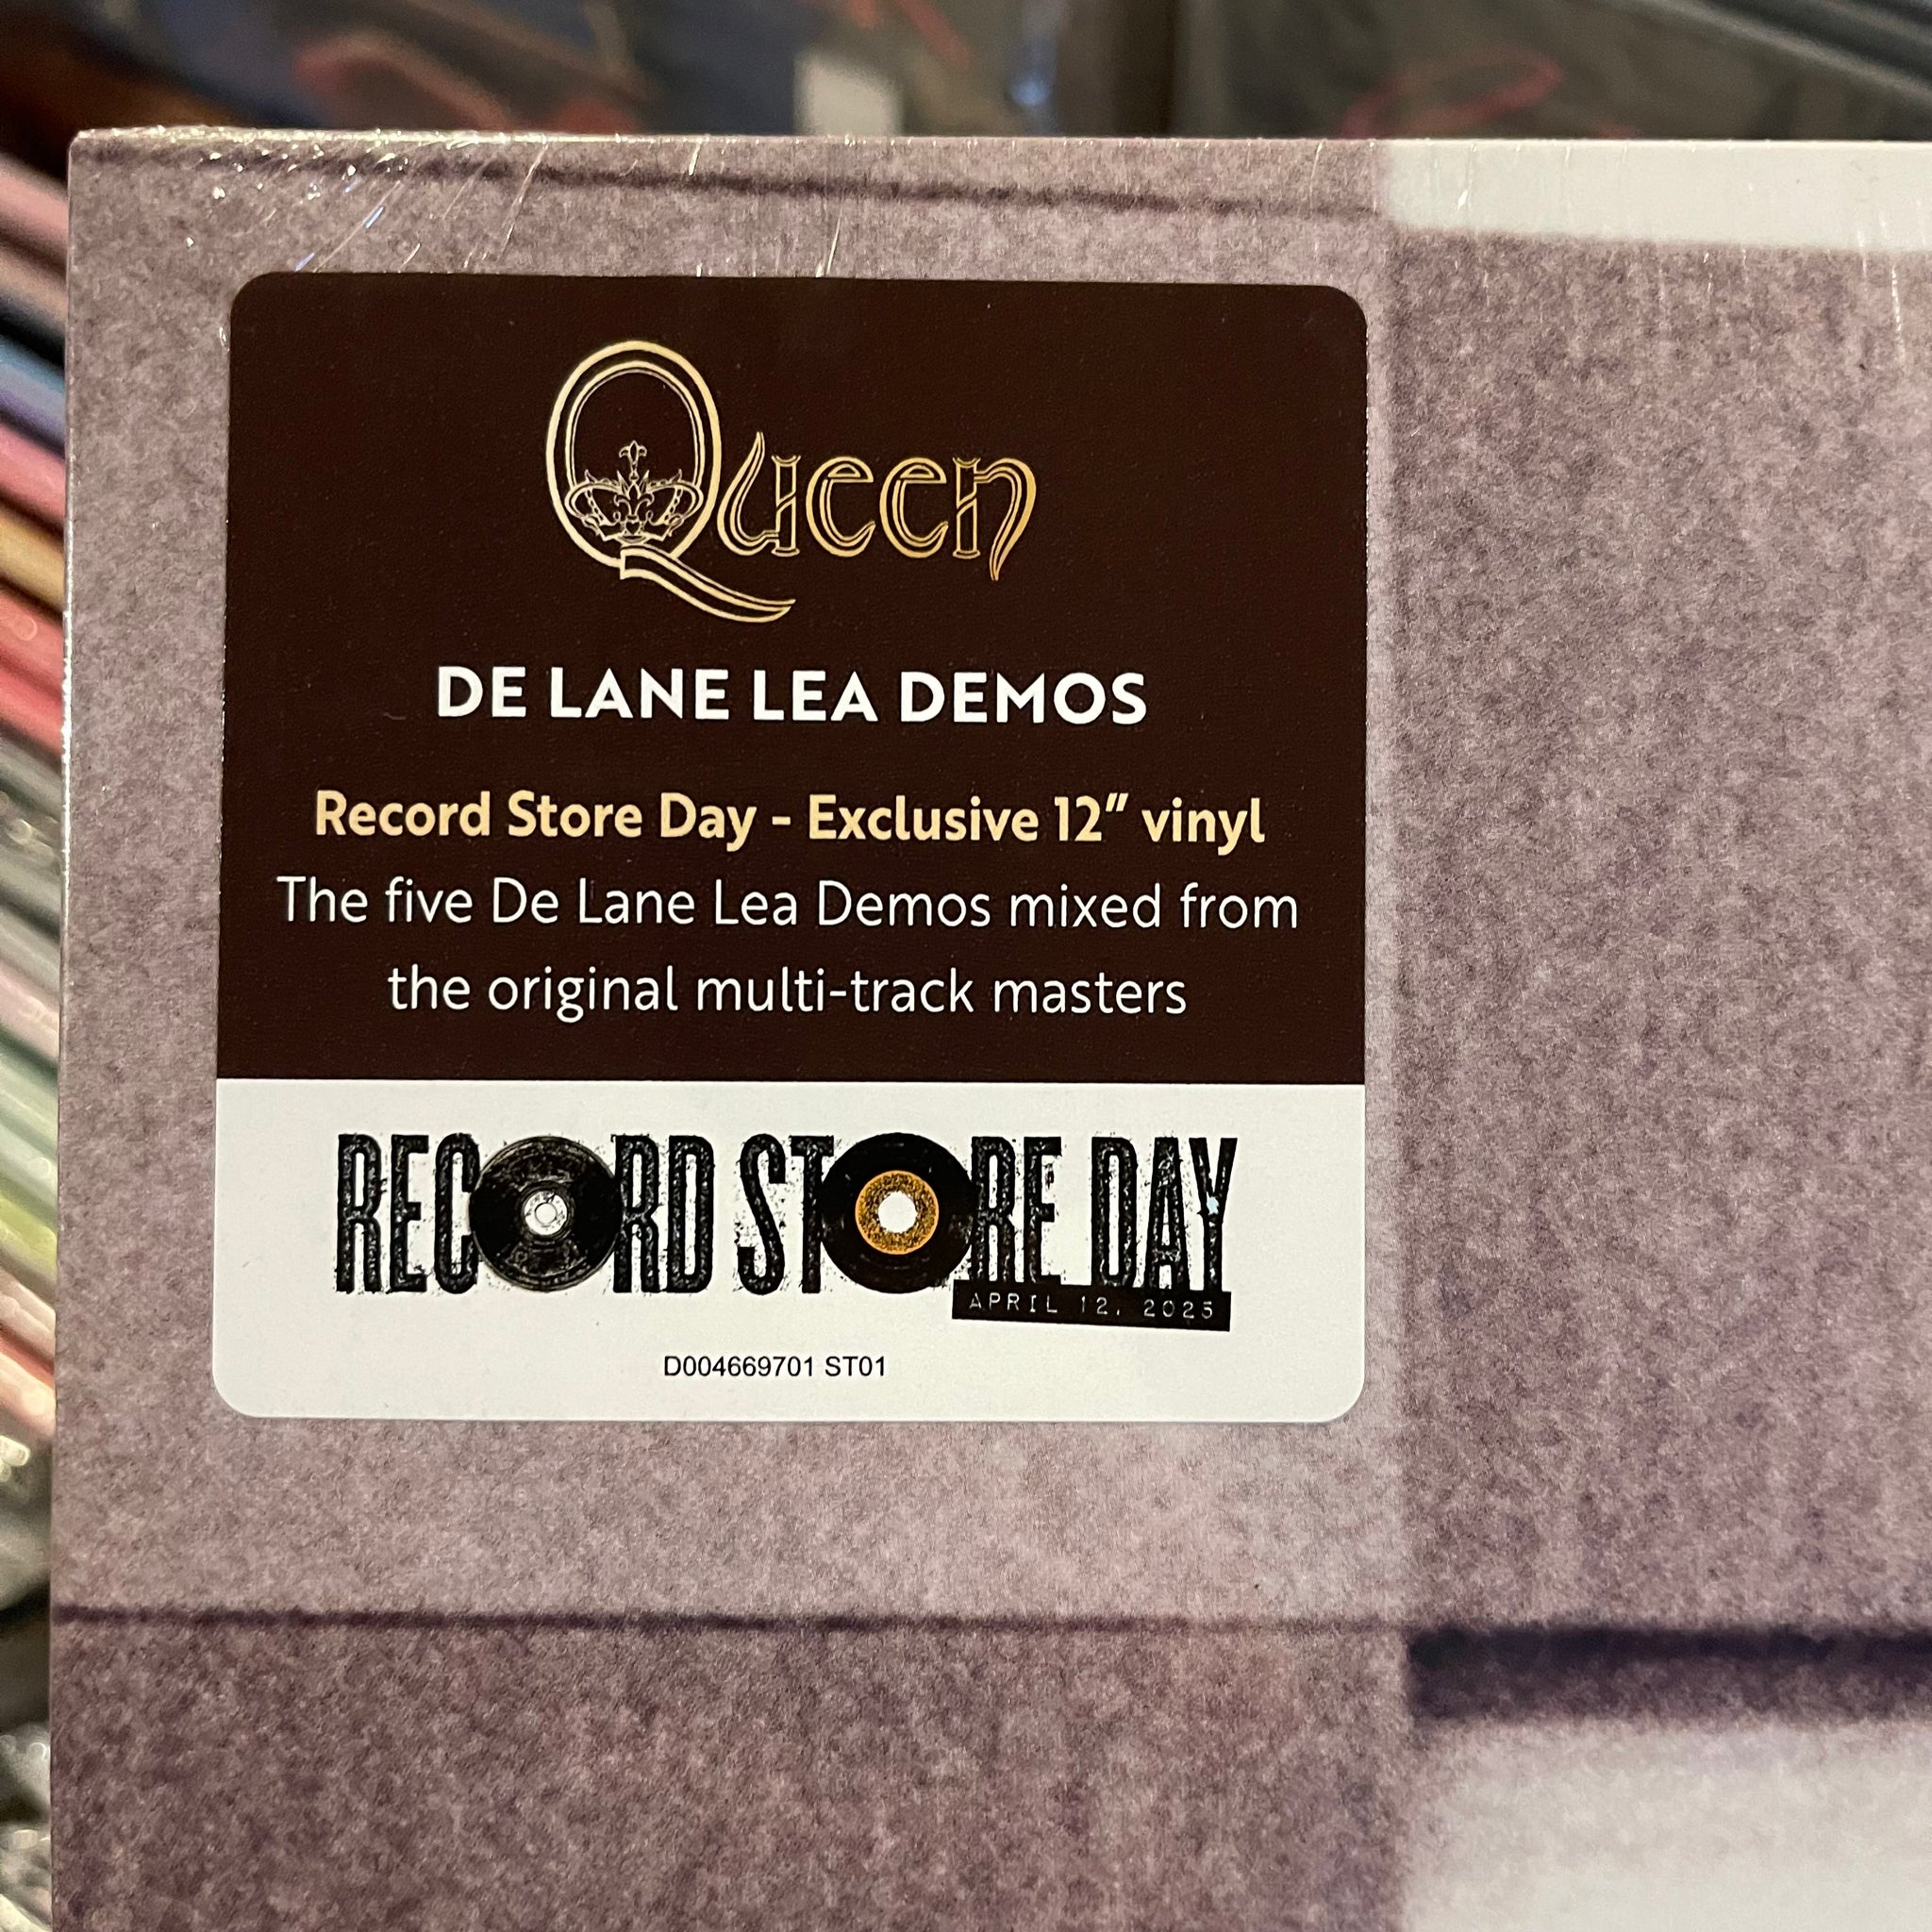 Queen
DE LANE LEA DEMOS
Record Store Day - Exclusive 12" vinyl
The five De Lane Lea Demos mixed from
the original multi-track masters
RECORD STORE DAY
APRIL 12, 2025
D004669701 ST01